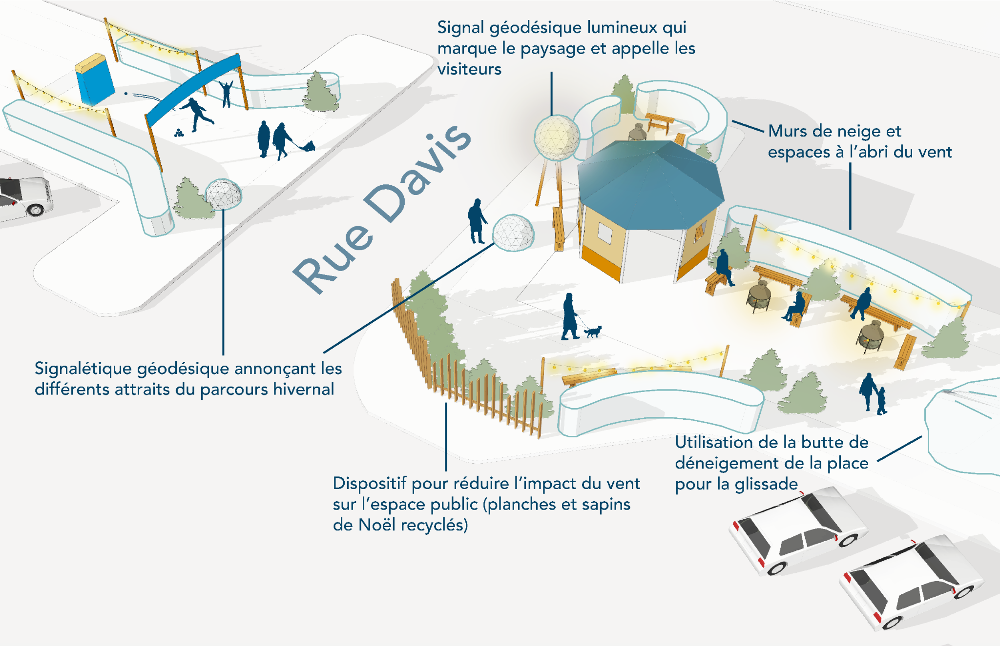 Signal géodésique lumineux qui
marque le paysage et appelle les
visiteurs
Murs de neige et
espaces à l'abri du vent
Rue Davis
Signalétique géodésique annonçant les
différents attraits du parcours hivernal
Utilisation de la butte de
déneigement de la place
pour la glissade
Dispositif pour réduire l'impact du vent
sur l'espace public (planches et sapins
de Noël recyclés)